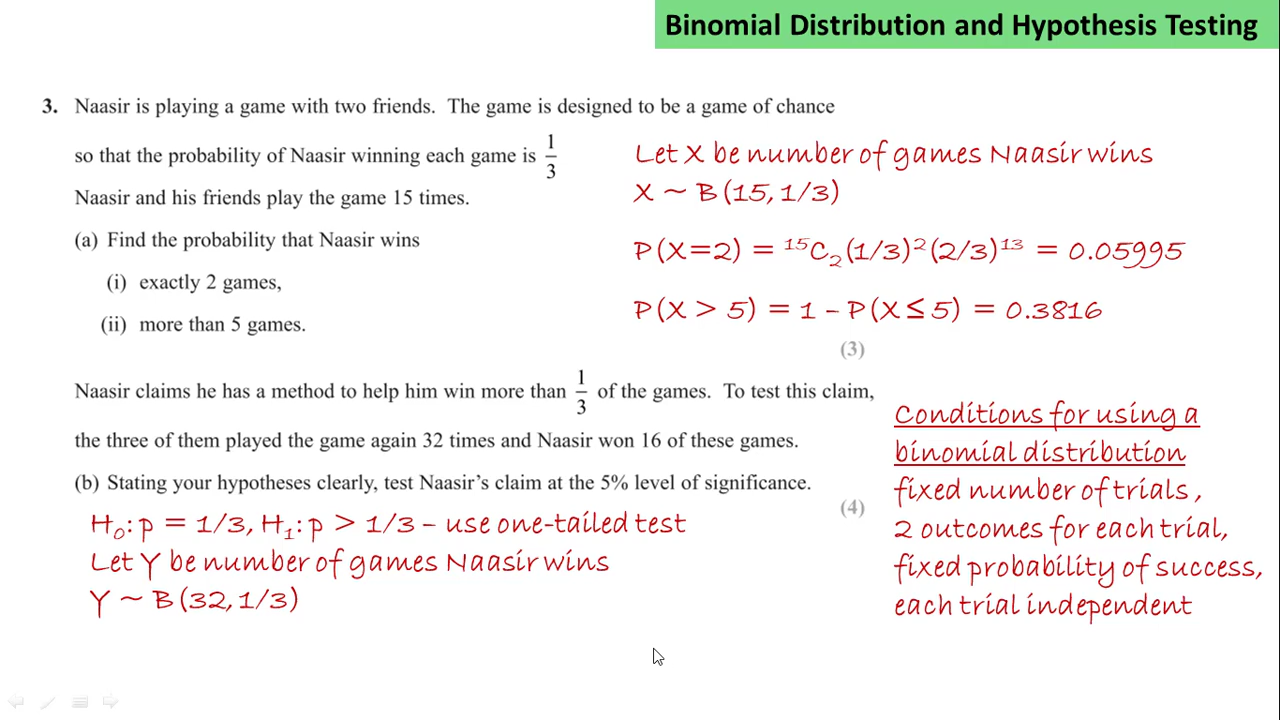 Binomial Distribution and Hypothesis Testing
3. Naasir is playing a game with two friends. The game is designed to be a game of chance
so that the probability of Naasir winning each game is 1/3
Naasir and his friends play the game 15 times.
(a) Find the probability that Naasir wins
(i) exactly 2 games,
(ii) more than 5 games.
Let X be number of games Naasir wins
X ~ B(15, 1/3)
P(X=2) = ¹⁵C₂(1/3)²(2/3)¹³ = 0.05995
P(X > 5) = 1 - P(X ≤ 5) = 0.3816
(3)
Naasir claims he has a method to help him win more than 1/3 of the games. To test this claim,
the three of them played the game again 32 times and Naasir won 16 of these games.
(b) Stating your hypotheses clearly, test Naasir's claim at the 5% level of significance.
(4)
H₀: p = 1/3, H₁: p > 1/3 – use one-tailed test
Let Y be number of games Naasir wins
Y ~ B(32, 1/3)
Conditions for using a
binomial distribution
fixed number of trials,
2 outcomes for each trial,
fixed probability of success,
each trial independent